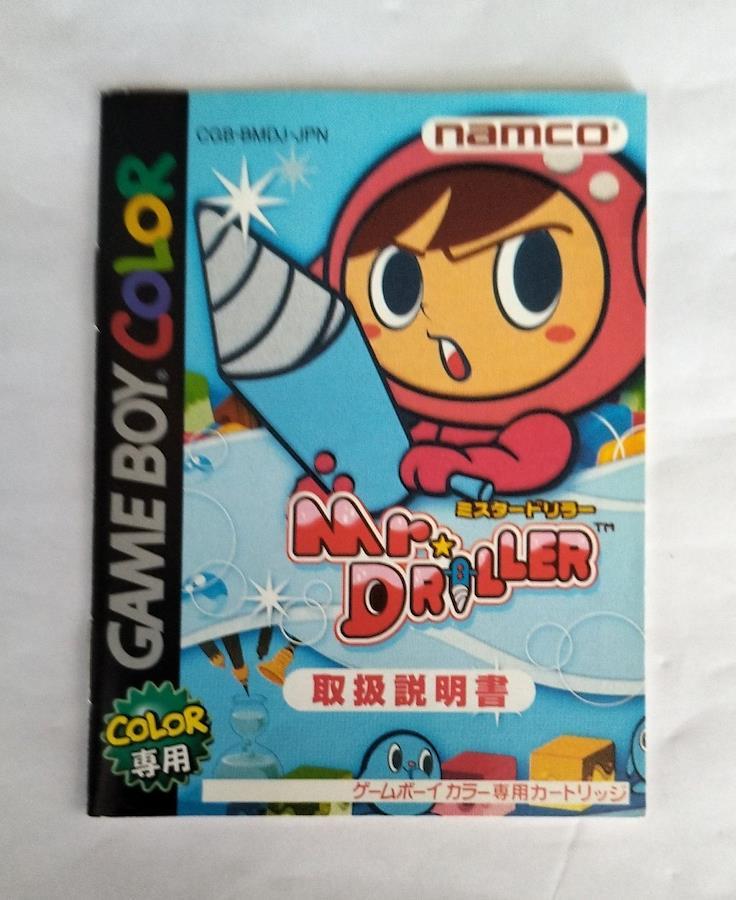 CGB-BMDJ-JPN
namco
GAME BOY COLOR
ミスタードリラー
Mr. DRILLER™
取扱説明書
COLOR
専用
ゲームボーイ カラー専用カートリッジ